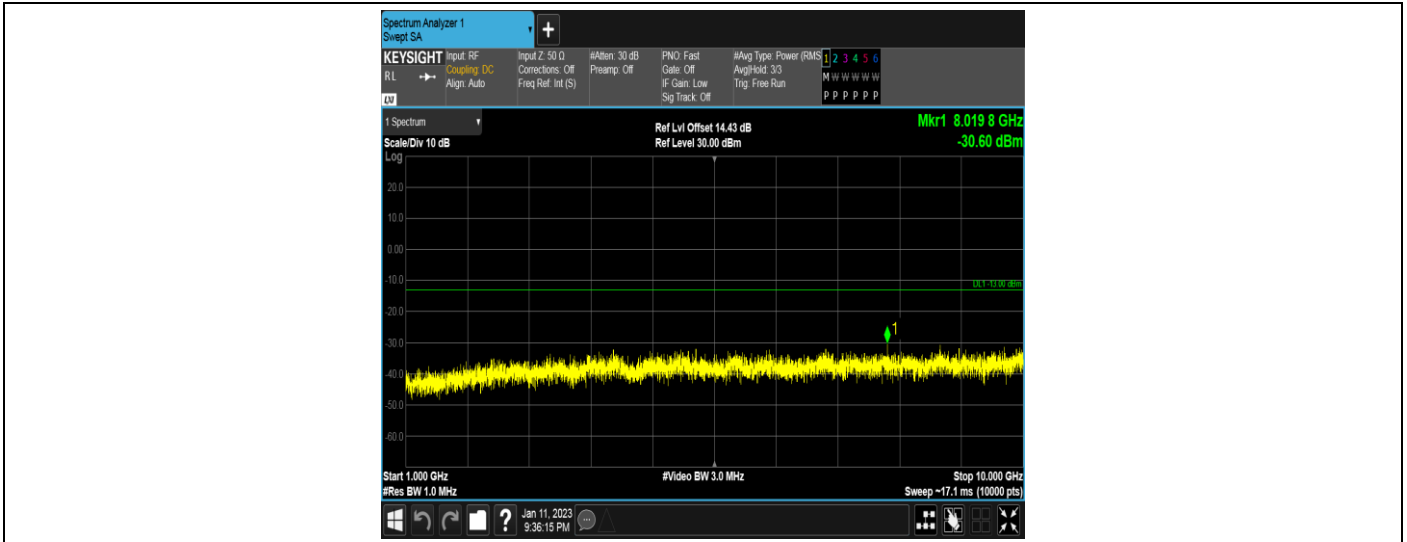 Spectrum Analyzer 1
Swept SA
+
KEYSIGHT
RL
LXI
Input: RF
Coupling: DC
Align: Auto
Input Z: 50 Ω
Corrections: Off
Freq Ref: Int (S)
#Atten: 30 dB
Preamp: Off
PNO: Fast
Gate: Off
IF Gain: Low
Sig Track: Off
#Avg Type: Power (RMS
Avg|Hold: 3/3
Trig: Free Run
1 2 3 4 5 6
M W W W W W
P P P P P P
1 Spectrum
Scale/Div 10 dB
Log
Ref Lvl Offset 14.43 dB
Ref Level 30.00 dBm
Mkr1 8.019 8 GHz
-30.60 dBm
20.0
10.0
0.00
-10.0
DL1 -13.00 dBm
-20.0
1
-30.0
-40.0
-50.0
-60.0
Start 1.000 GHz
#Res BW 1.0 MHz
#Video BW 3.0 MHz
Stop 10.000 GHz
Sweep ~17.1 ms (10000 pts)
?
Jan 11, 2023
9:36:15 PM